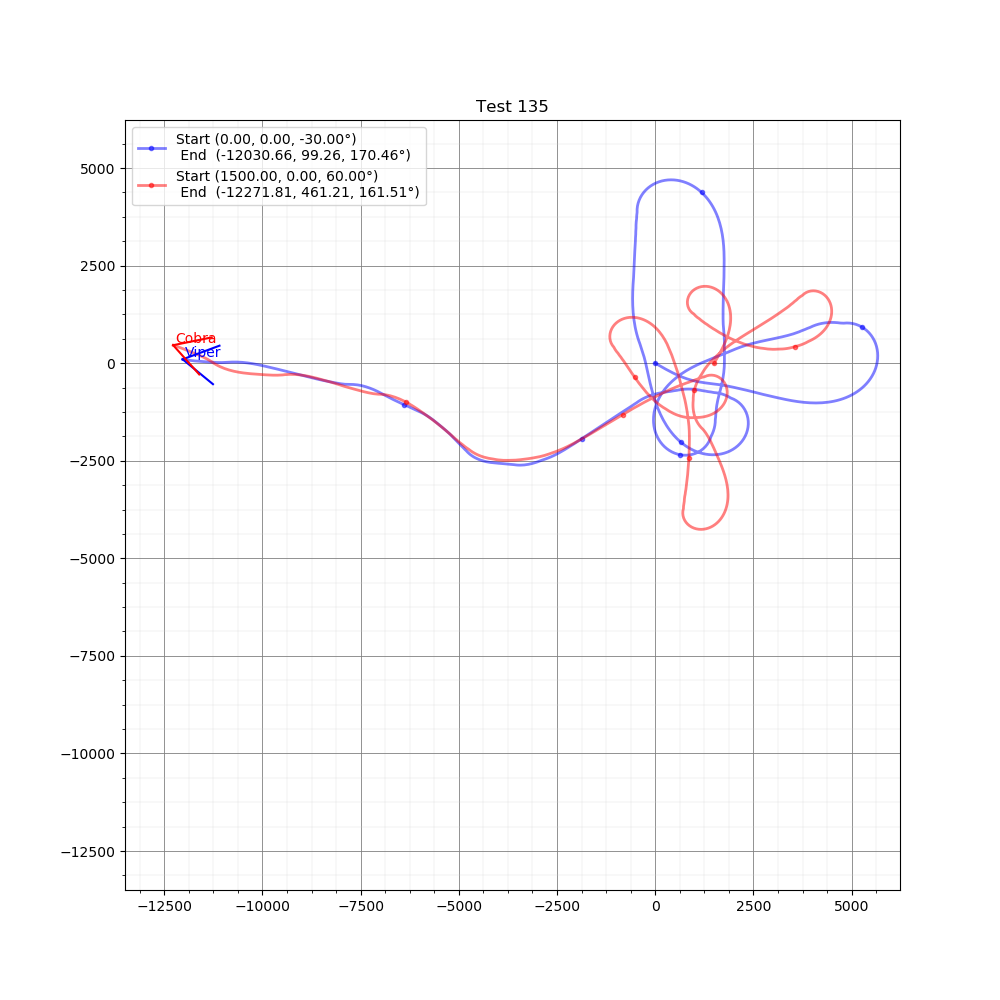 Test 135
Start (0.00, 0.00, -30.00°)
End  (-12030.66, 99.26, 170.46°)
Start (1500.00, 0.00, 60.00°)
End  (-12271.81, 461.21, 161.51°)
5000
2500
0
−2500
−5000
−7500
−10000
−12500
Cobra
Viper
−12500 −10000 −7500 −5000 −2500 0 2500 5000